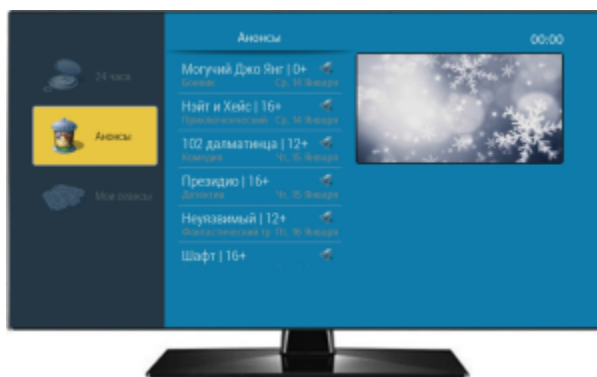 Анонсы
00:00
24 часа
Анонсы
Мои сеансы
Могучий Джо Янг | 0+
Боевик Ср, 14 Января
Нэйт и Хейс | 16+
Приключенческий Ср, 14 Января
102 далматинца | 12+
Комедия Чт, 15 Января
Президио | 16+
Детектив Чт, 15 Января
Неуязвимый | 12+
Фантастический тр Пт, 16 Января
Шафт | 16+